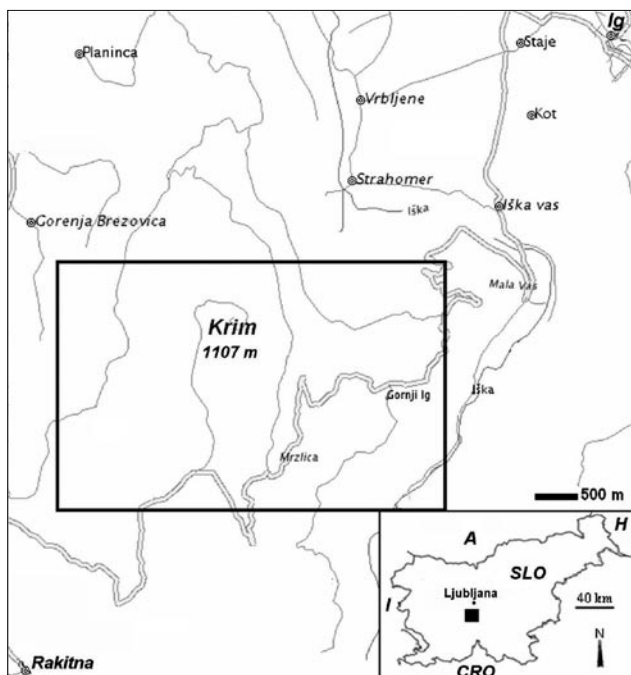 Ig
Staje
Planinca
Vrbljene
Kot
Strahomer
Iška vas
Iška
Gorenja Brezovica
Mala Vas
Krim
1107 m
Gornji Ig
Iška
Mrzlica
500 m
H
A
SLO
Ljubljana
I
40 km
N
Rakitna
CRO